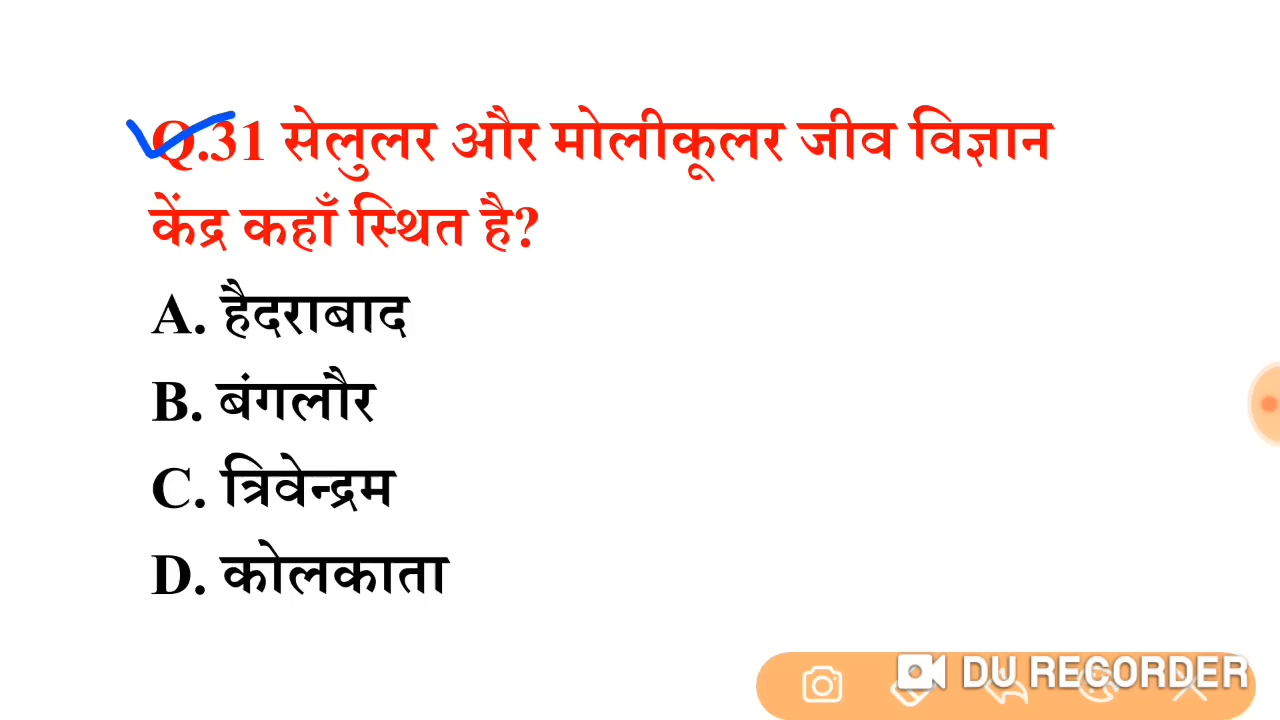 Q.31 सेलुलर और मोलीकूलर जीव विज्ञान
केंद्र कहाँ स्थित है?
A. हैदराबाद
B. बंगलौर
C. त्रिवेन्द्रम
D. कोलकाता
DU RECORDER